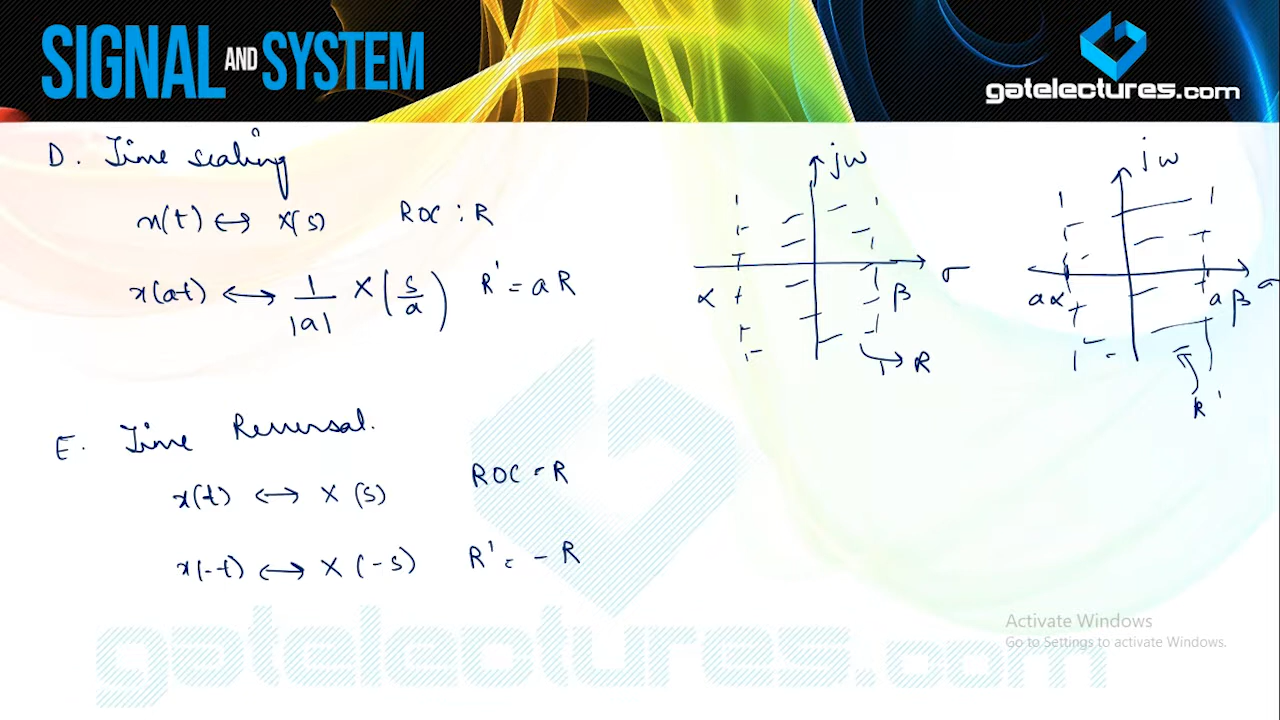 SIGNAL AND SYSTEM
gatelectures.com
D. Time scaling
x(t) ↔ X(s) ROC : R
x(at) ↔ 1/|a| X(s/a) R' = a R
jω
σ
α
β
R
jω
σ
aα
aβ
R'
E. Time Reversal.
x(t) ↔ X(s) ROC = R
x(-t) ↔ X(-s) R' = -R
Activate Windows
Go to Settings to activate Windows.
gatelectures.com